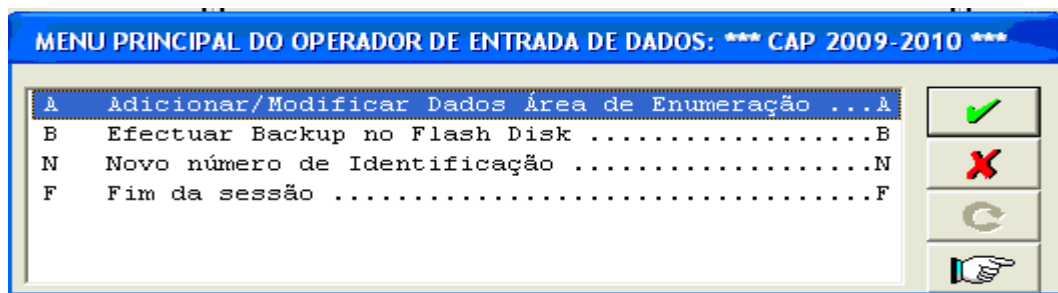 MENU PRINCIPAL DO OPERADOR DE ENTRADA DE DADOS: *** CAP 2009-2010 ***
A Adicionar/Modificar Dados Área de Enumeração ...A
B Efectuar Backup no Flash Disk ..................B
N Novo número de Identificação ...................N
F Fim da sessão ..................................F